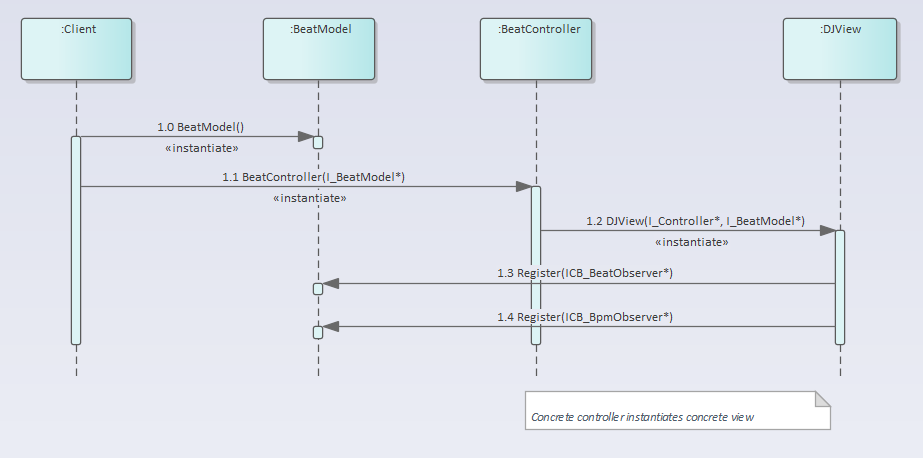 :Client
:BeatModel
:BeatController
:DJView
1.0 BeatModel()
«instantiate»
1.1 BeatController(I_BeatModel*)
«instantiate»
1.2 DJView(I_Controller*, I_BeatModel*)
«instantiate»
1.3 Register(ICB_BeatObserver*)
1.4 Register(ICB_BpmObserver*)
Concrete controller instantiates concrete view